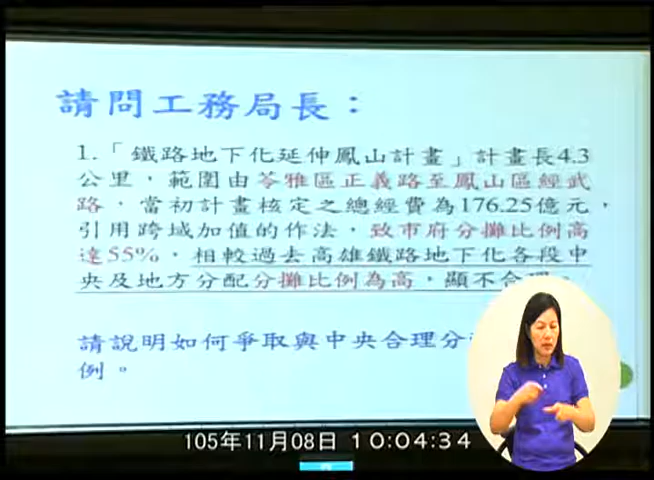 請問工務局長：
1.「鐵路地下化延伸鳳山計畫」計畫長4.3
公里，範圍由苓雅區正義路至鳳山區經武
路，當初計畫核定之總經費為176.25億元，
引用跨域加值的作法，致市府分攤比例高
達55%，相較過去高雄鐵路地下化各段中
央及地方分配分攤比例為高，顯不合理。
請說明如何爭取與中央合理分
例。
105年11月08日 10:04:34